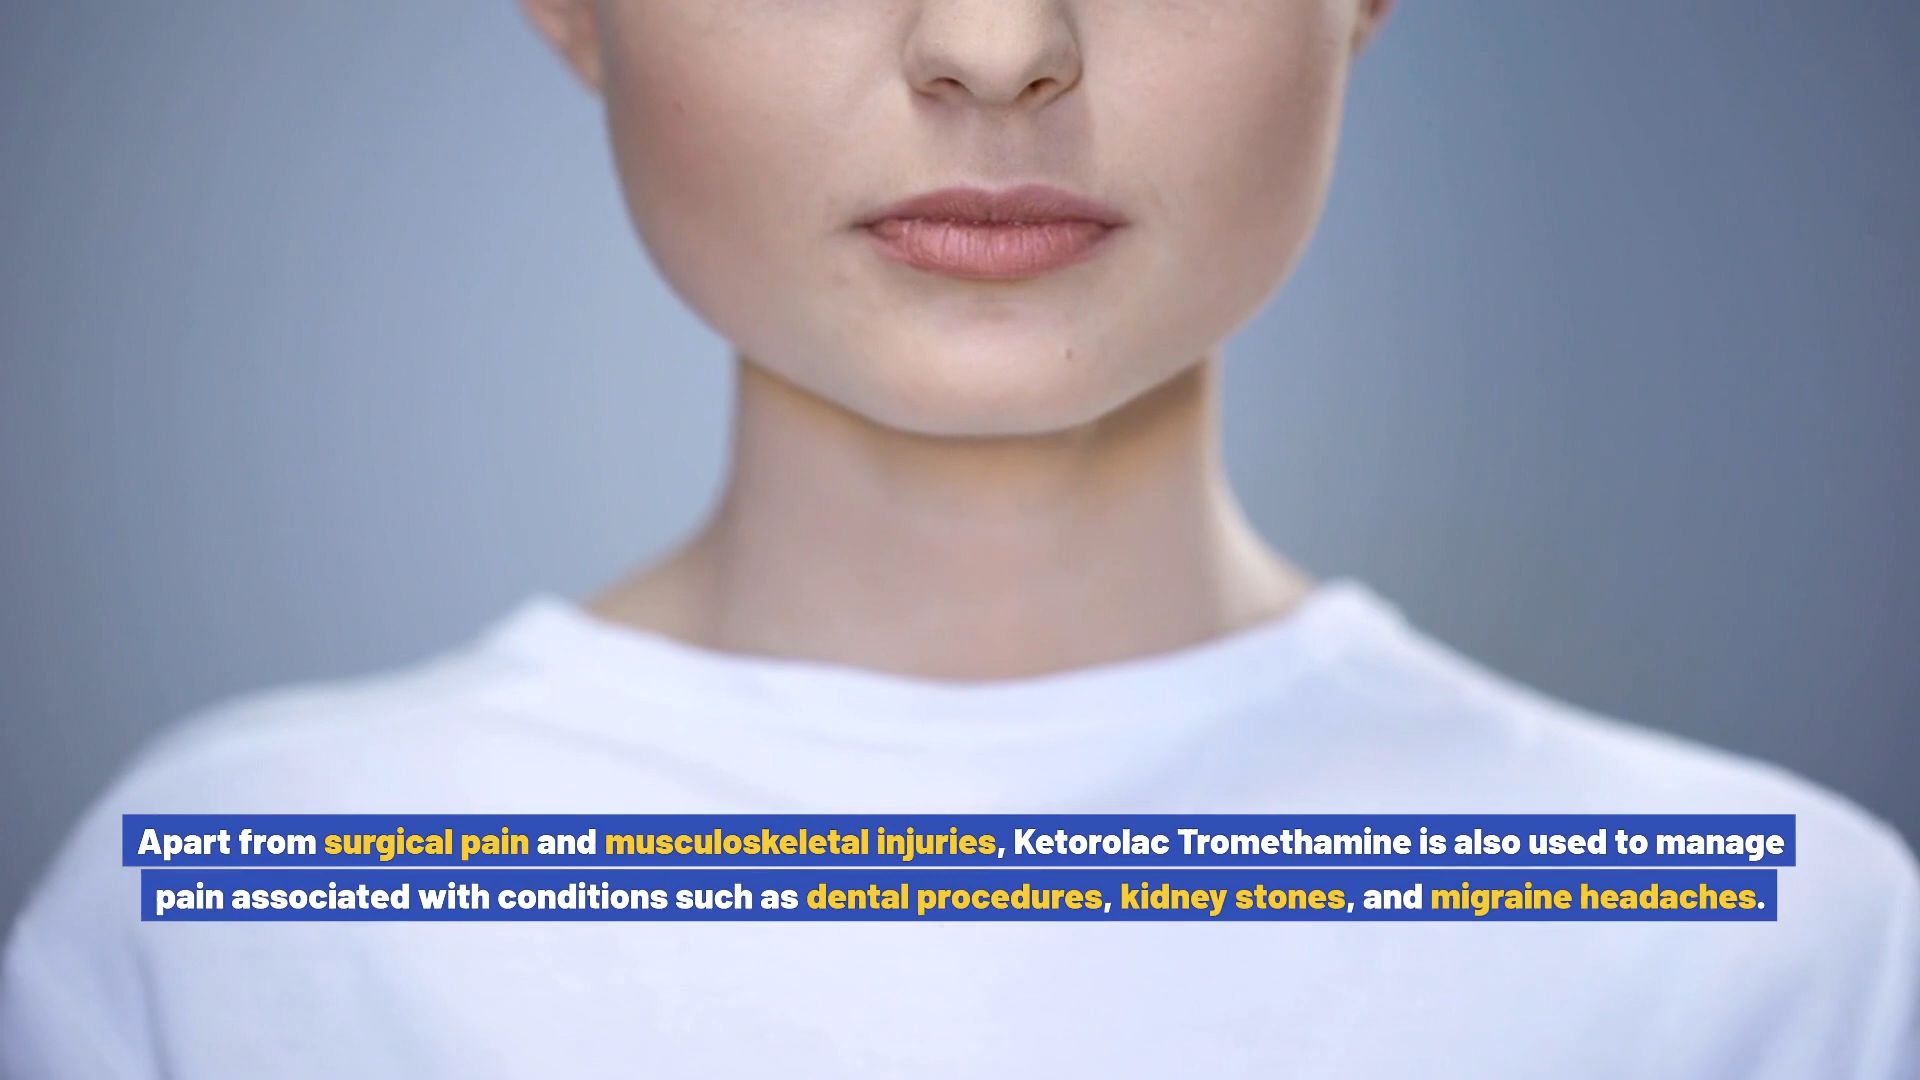 Apart from surgical pain and musculoskeletal injuries, Ketorolac Tromethamine is also used to manage
pain associated with conditions such as dental procedures, kidney stones, and migraine headaches.